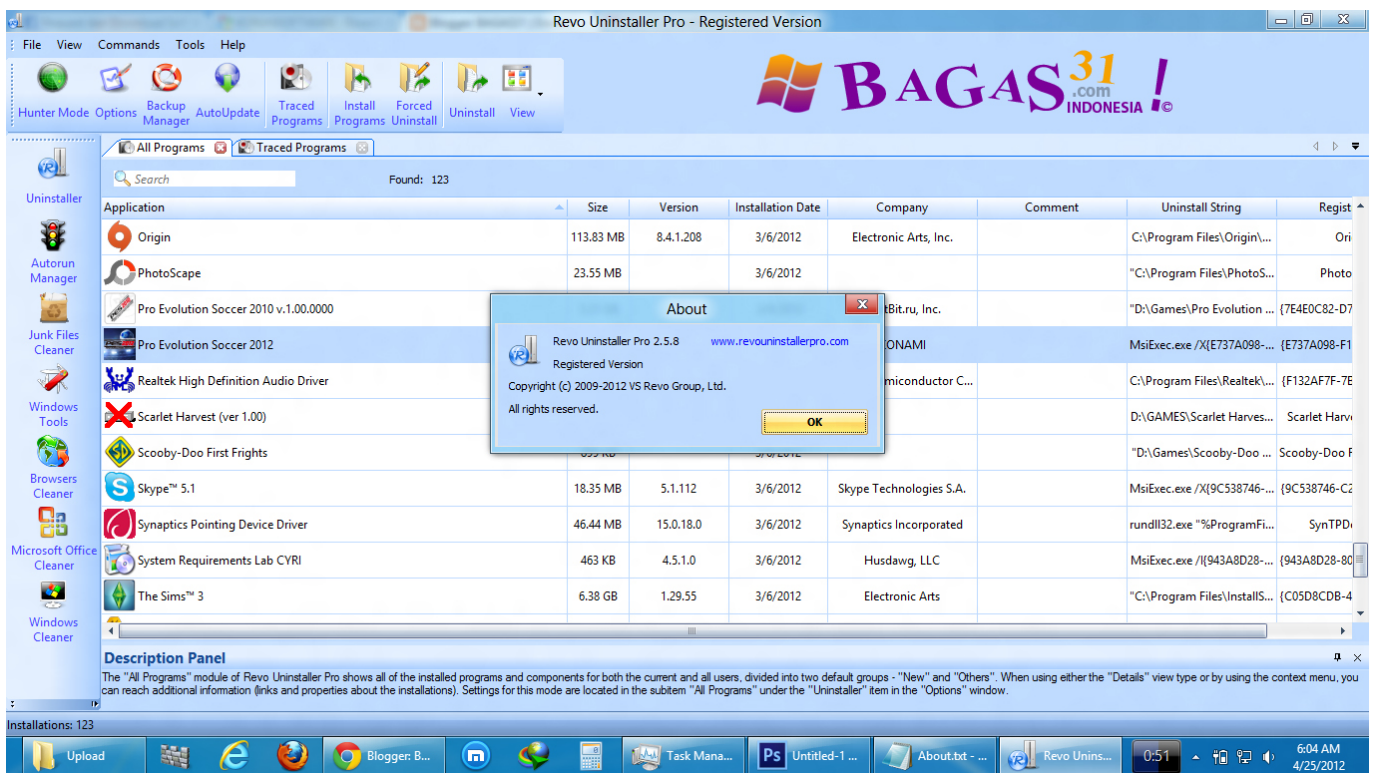 Revo Uninstaller Pro - Registered Version
File View Commands Tools Help
Hunter Mode Options Backup Manager AutoUpdate Traced Programs Install Programs Forced Uninstall Uninstall View
BAGAS 31 .com INDONESIA ! ©
All Programs Traced Programs
Search Found: 123
Application Size Version Installation Date Company Comment Uninstall String Regist
Origin 113.83 MB 8.4.1.208 3/6/2012 Electronic Arts, Inc. C:\Program Files\Origin\... Ori
PhotoScape 23.55 MB 3/6/2012 "C:\Program Files\PhotoS... Photo
Pro Evolution Soccer 2010 v.1.00.0000 tBit.ru, Inc. "D:\Games\Pro Evolution ... {7E4E0C82-D7
Pro Evolution Soccer 2012 ONAMI MsiExec.exe /X{E737A098-... {E737A098-F1
Realtek High Definition Audio Driver miconductor C... C:\Program Files\Realtek\... {F132AF7F-7E
Scarlet Harvest (ver 1.00) D:\GAMES\Scarlet Harves... Scarlet Harv
Scooby-Doo First Frights "D:\Games\Scooby-Doo ... Scooby-Doo F
Skype™ 5.1 18.35 MB 5.1.112 3/6/2012 Skype Technologies S.A. MsiExec.exe /X{9C538746-... {9C538746-C2
Synaptics Pointing Device Driver 46.44 MB 15.0.18.0 3/6/2012 Synaptics Incorporated rundll32.exe "%ProgramFi... SynTPD
System Requirements Lab CYRI 463 KB 4.5.1.0 3/6/2012 Husdawg, LLC MsiExec.exe /I{943A8D28-... {943A8D28-80
The Sims™ 3 6.38 GB 1.29.55 3/6/2012 Electronic Arts "C:\Program Files\InstallS... {C05D8CDB-4
About
Revo Uninstaller Pro 2.5.8 www.revouninstallerpro.com
Registered Version
Copyright (c) 2009-2012 VS Revo Group, Ltd.
All rights reserved.
OK
Uninstaller
Autorun
Manager
Junk Files
Cleaner
Windows
Tools
Browsers
Cleaner
Microsoft Office
Cleaner
Windows
Cleaner
Description Panel
The "All Programs" module of Revo Uninstaller Pro shows all of the installed programs and components for both the current and all users, divided into two default groups - "New" and "Others". When using either the "Details" view type or by using the context menu, you
can reach additional information (links and properties about the installations). Settings for this mode are located in the subitem "All Programs" under the "Uninstaller" item in the "Options" window.
Installations: 123
Upload Blogger: B... Task Mana... Ps Untitled-1 ... About.txt - ... Revo Unins... 0:51 6:04 AM
4/25/2012